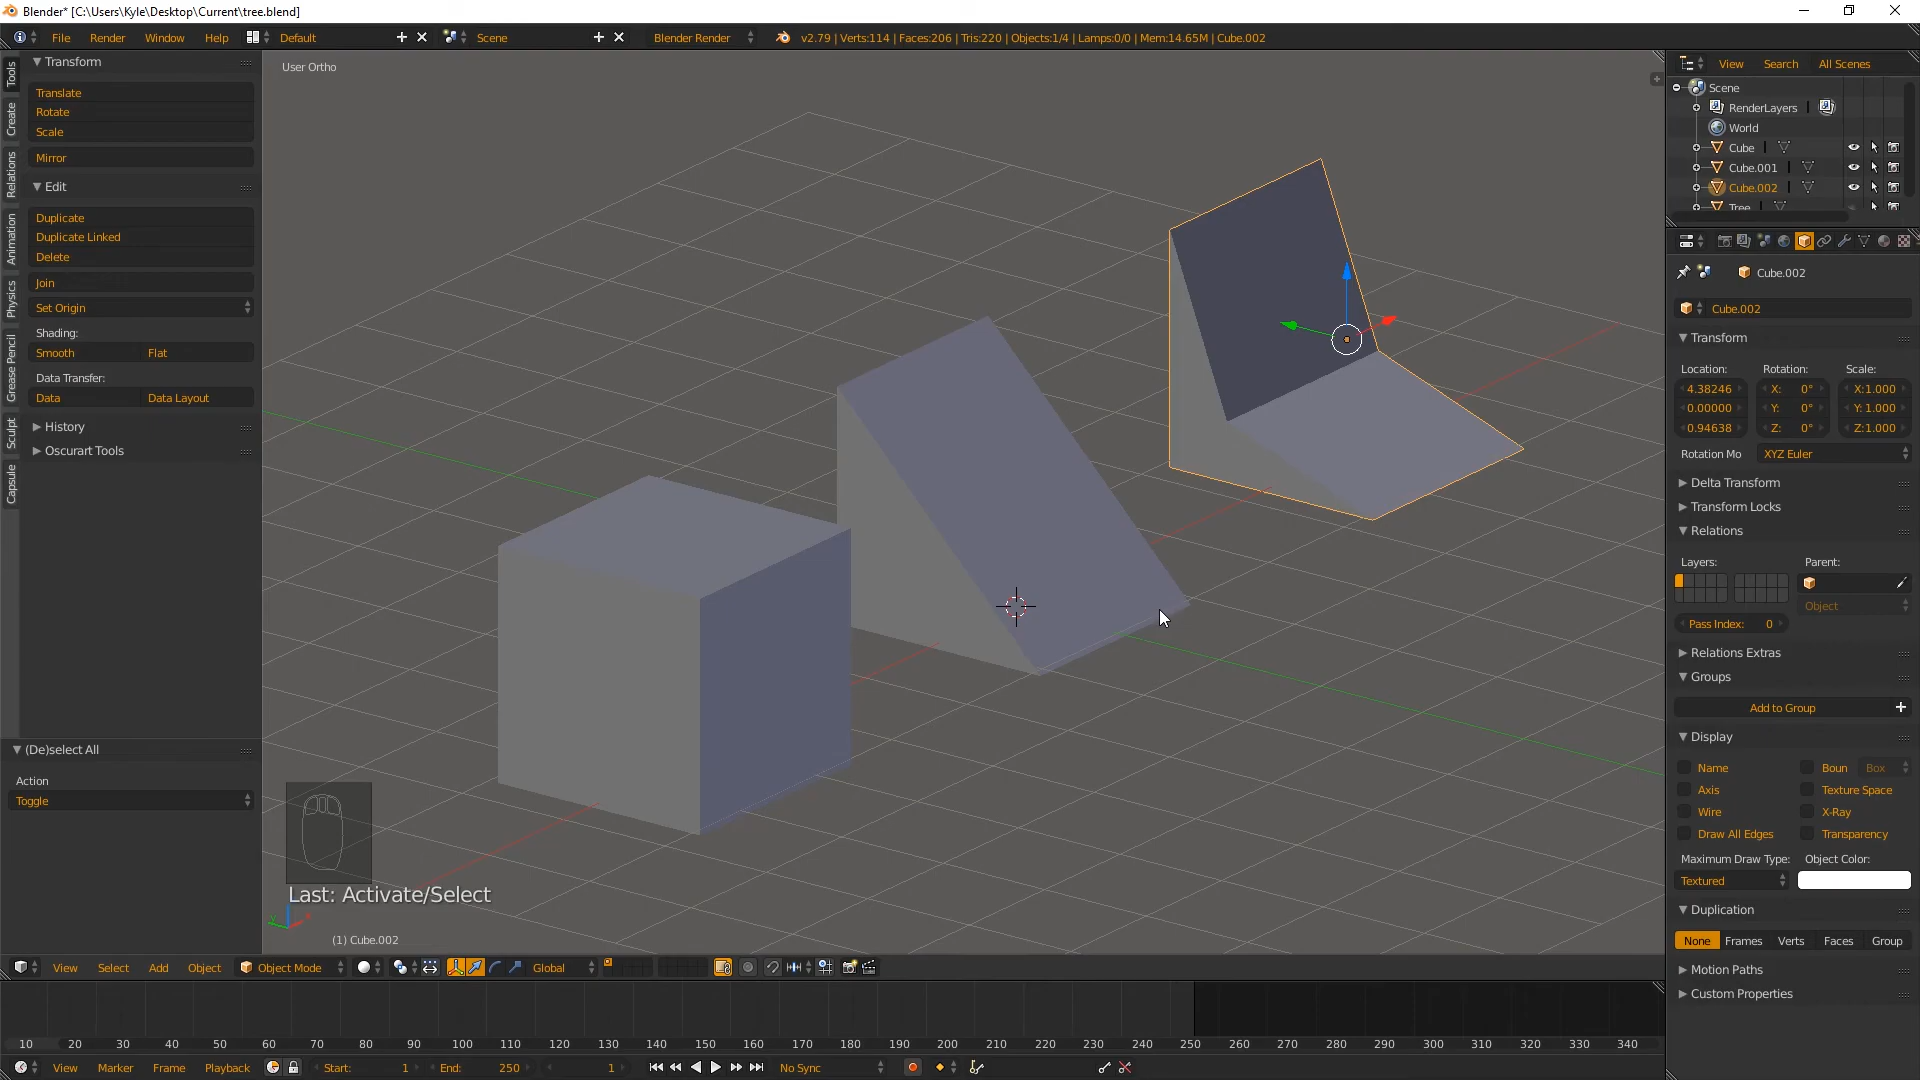 Blender* [C:\Users\Kyle\Desktop\Current\tree.blend]
File Render Window Help Default Scene Blender Render v2.79 | Verts:114 | Faces:206 | Tris:220 | Objects:1/4 | Lamps:0/0 | Mem:14.65M | Cube.002
Tools
Create
Relations
Animation
Physics
Grease Pencil
Sculpt
Capsule
Transform
Translate
Rotate
Scale
Mirror
Edit
Duplicate
Duplicate Linked
Delete
Join
Set Origin
Shading:
Smooth Flat
Data Transfer:
Data Data Layout
History
Oscurart Tools
(De)select All
Action
Toggle
User Ortho
Last: Activate/Select
(1) Cube.002
View Select Add Object Object Mode Global
View Search All Scenes
Scene
RenderLayers |
World
Cube |
Cube.001 |
Cube.002 |
Tree |
Cube.002
Cube.002
Transform
Location: Rotation: Scale:
4.38246 X: 0° X:1.000
0.00000 Y: 0° Y: 1.000
0.94638 Z: 0° Z:1.000
Rotation Mo XYZ Euler
Delta Transform
Transform Locks
Relations
Layers: Parent:
Object
Pass Index: 0
Relations Extras
Groups
Add to Group
Display
Name Boun Box
Axis Texture Space
Wire X-Ray
Draw All Edges Transparency
Maximum Draw Type: Object Color:
Textured
Duplication
None Frames Verts Faces Group
Motion Paths
Custom Properties
10 20 30 40 50 60 70 80 90 100 110 120 130 140 150 160 170 180 190 200 210 220 230 240 250 260 270 280 290 300 310 320 330 340
View Marker Frame Playback Start: 1 End: 250 1 No Sync